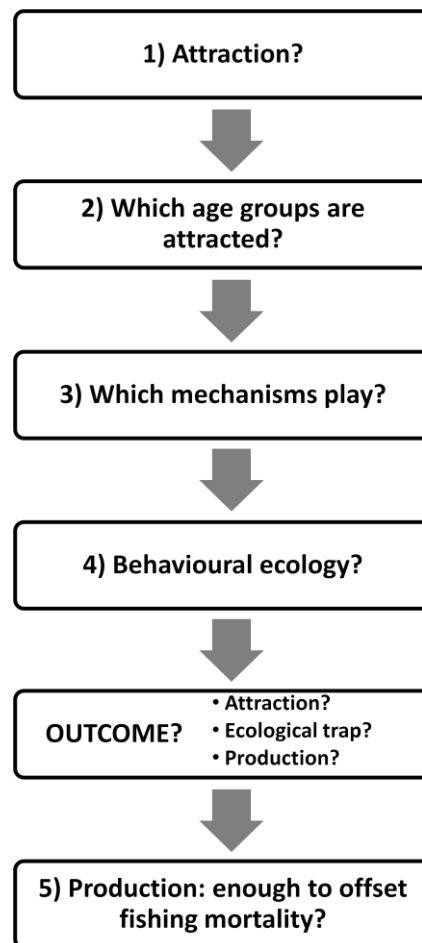 1) Attraction?
2) Which age groups are
attracted?
3) Which mechanisms play?
4) Behavioural ecology?
OUTCOME?
• Attraction?
• Ecological trap?
• Production?
5) Production: enough to offset
fishing mortality?